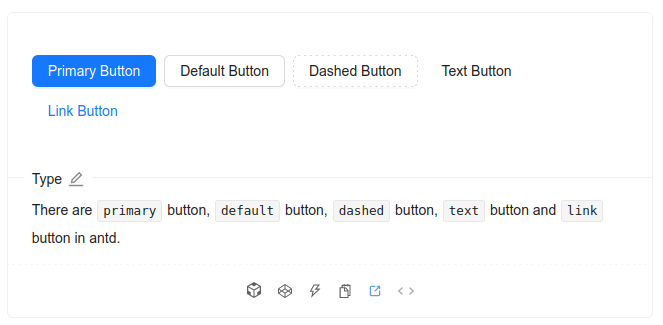 Primary Button Default Button Dashed Button Text Button
Link Button
Type
There are primary button, default button, dashed button, text button and link
button in antd.